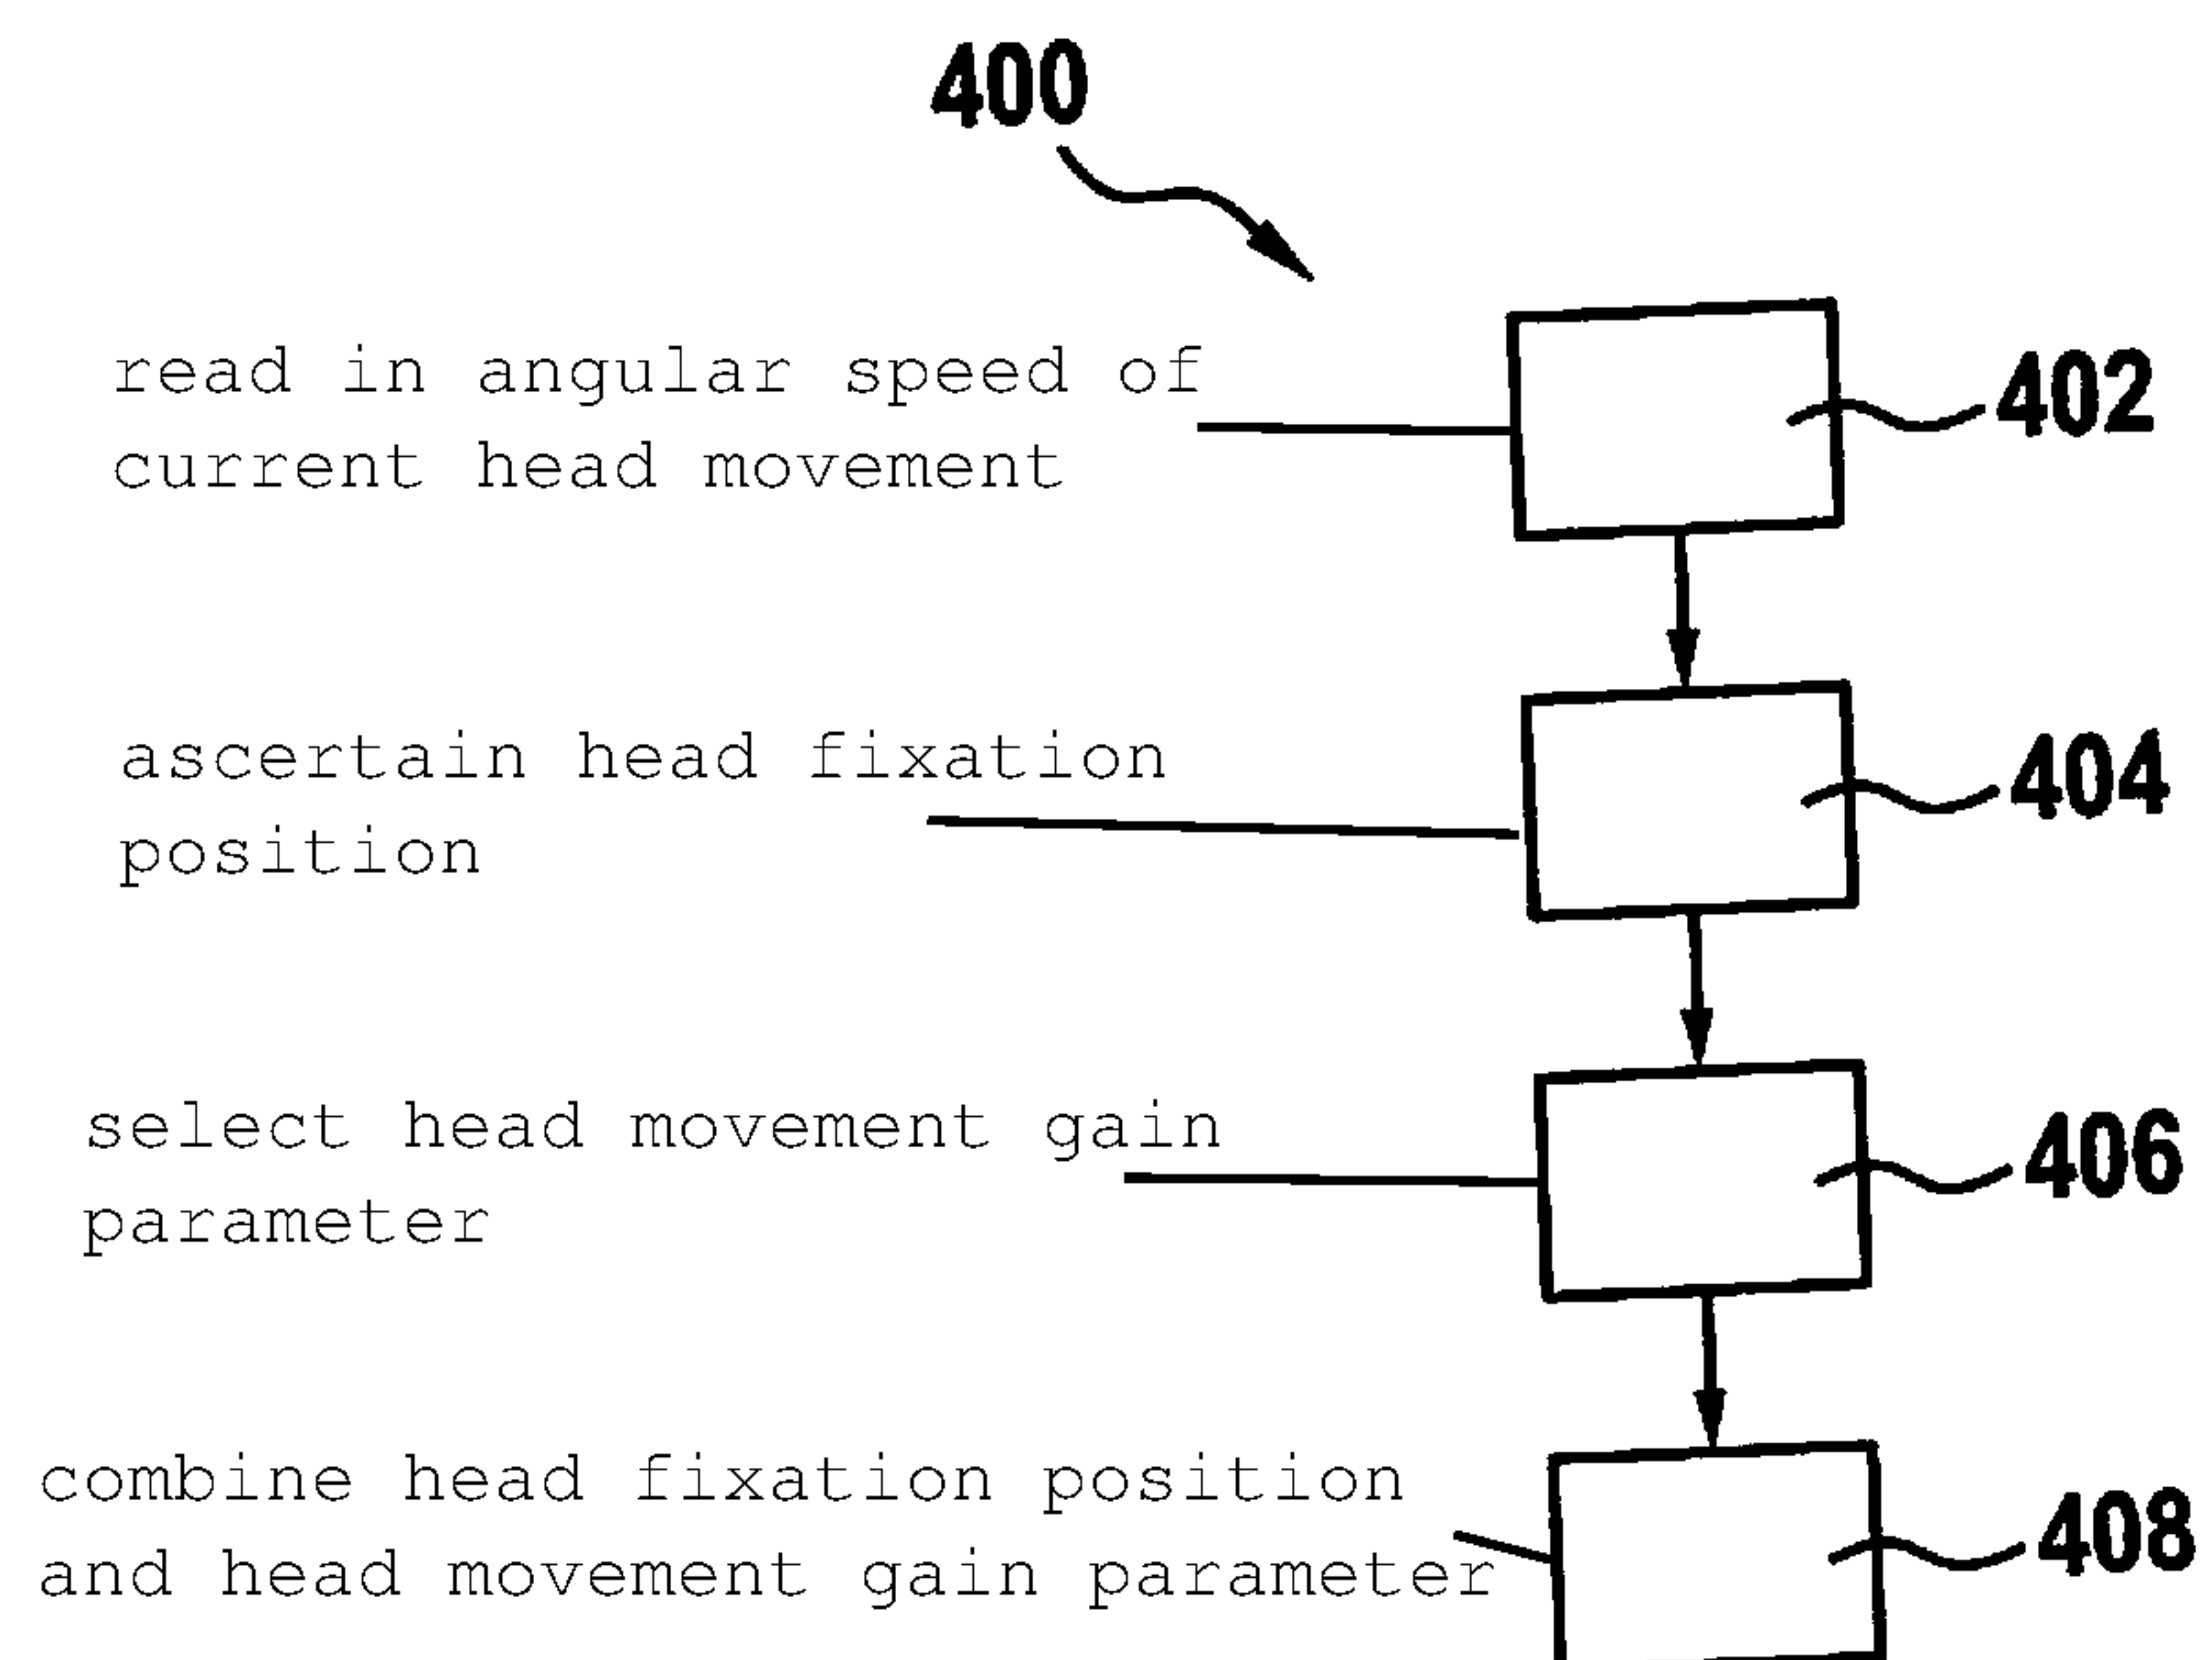 400
read in angular speed of
current head movement
402
ascertain head fixation
position
404
select head movement gain
parameter
406
combine head fixation position
and head movement gain parameter
408